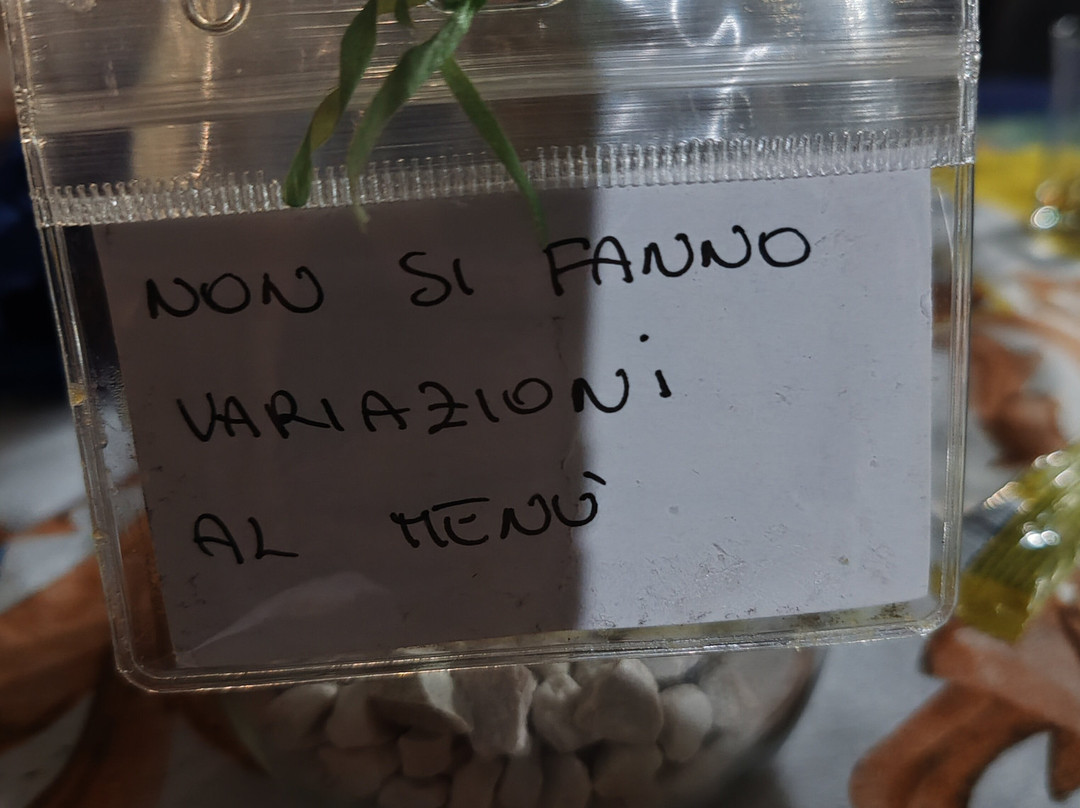 NON SI FANNO
VARIAZIONi
AL MENÙ